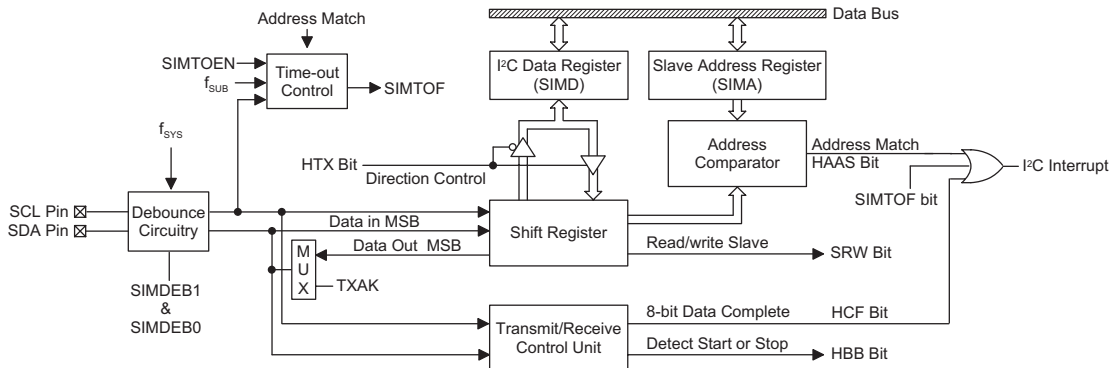 Data Bus
Address Match
SIMTOEN
fSUB
Time-out
Control
SIMTOF
I²C Data Register
(SIMD)
Slave Address Register
(SIMA)
fSYS
HTX Bit
Direction Control
Address
Comparator
Address Match
HAAS Bit
I²C Interrupt
SIMTOF bit
SCL Pin
SDA Pin
Debounce
Circuitry
Data in MSB
Shift Register
Data Out MSB
Read/write Slave
SRW Bit
M
U
X
TXAK
SIMDEB1
&
SIMDEB0
Transmit/Receive
Control Unit
8-bit Data Complete
HCF Bit
Detect Start or Stop
HBB Bit